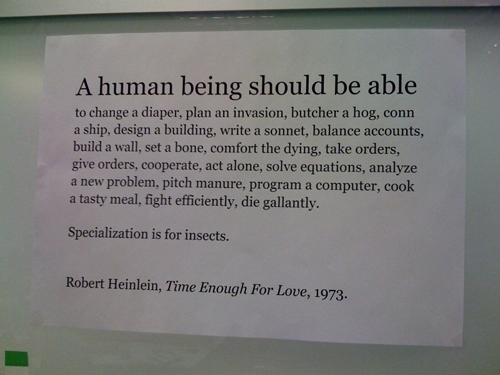 A human being should be able
to change a diaper, plan an invasion, butcher a hog, conn
a ship, design a building, write a sonnet, balance accounts,
build a wall, set a bone, comfort the dying, take orders,
give orders, cooperate, act alone, solve equations, analyze
a new problem, pitch manure, program a computer, cook
a tasty meal, fight efficiently, die gallantly.
Specialization is for insects.
Robert Heinlein, Time Enough For Love, 1973.